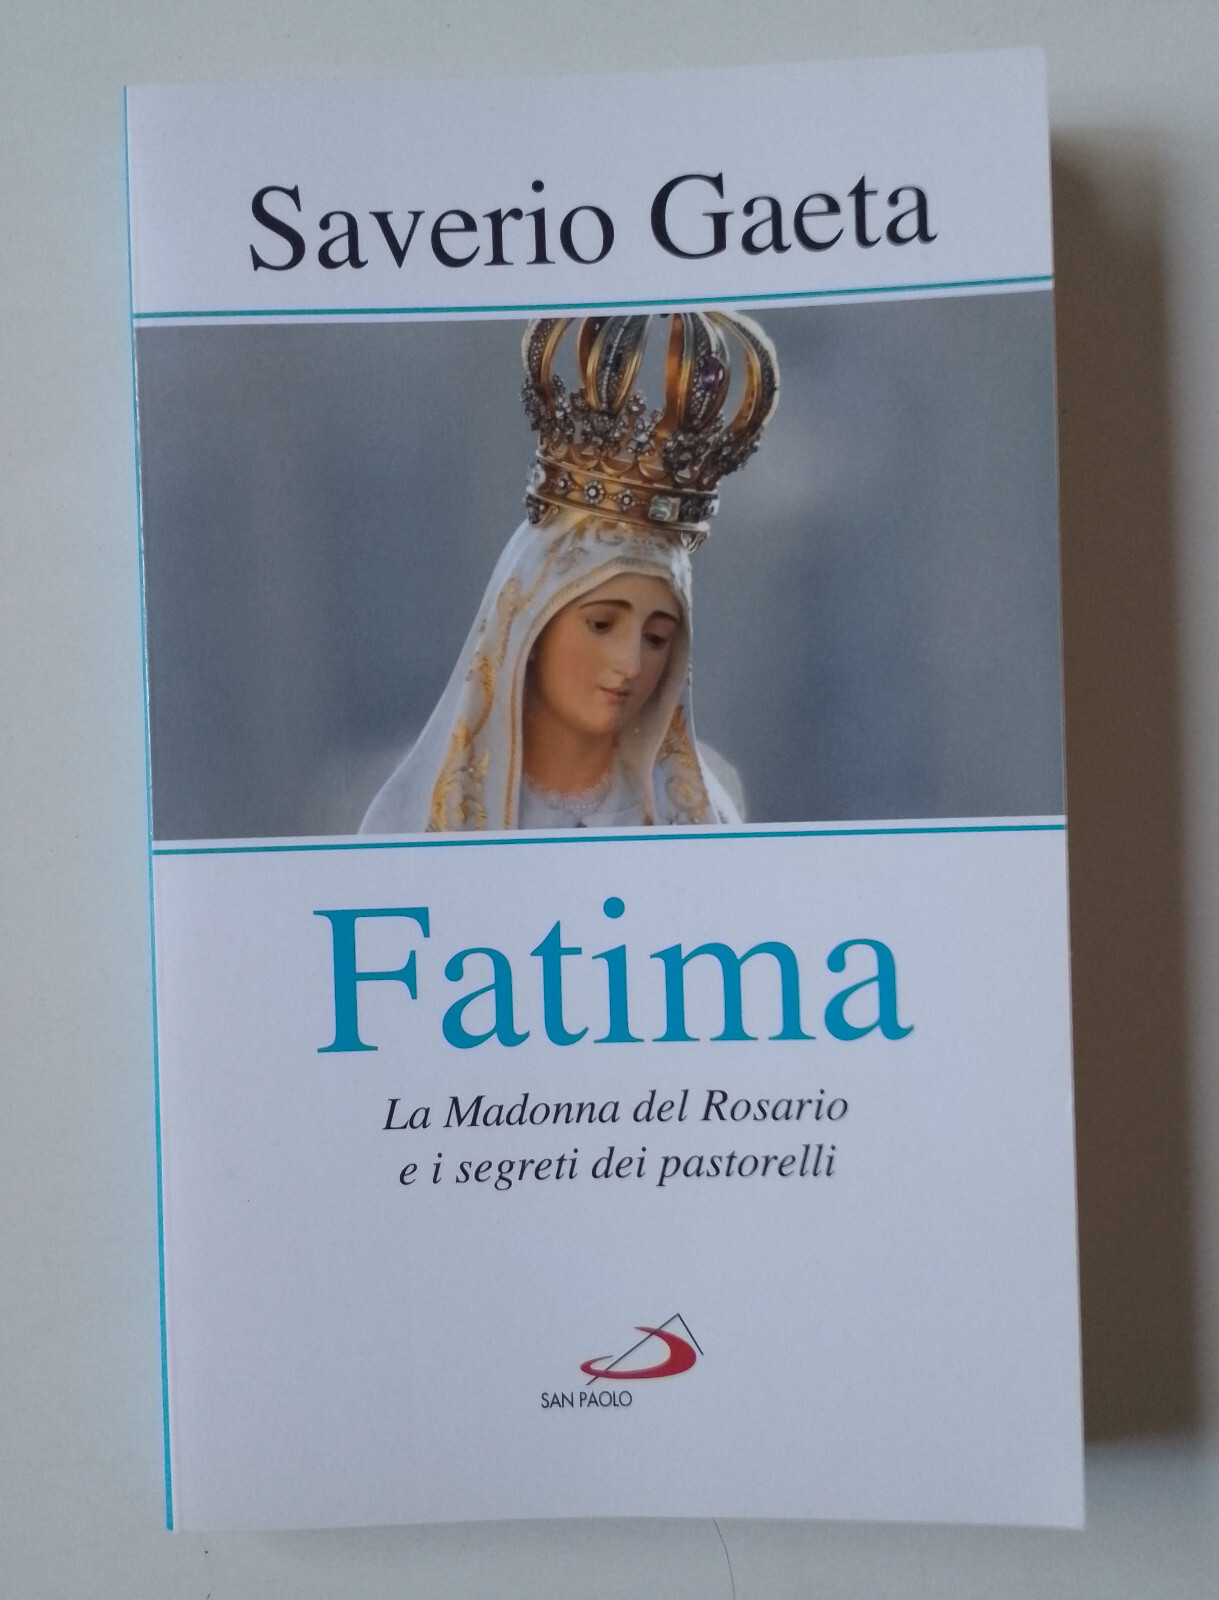 Saverio Gaeta
Fatima
La Madonna del Rosario
e i segreti dei pastorelli
SAN PAOLO